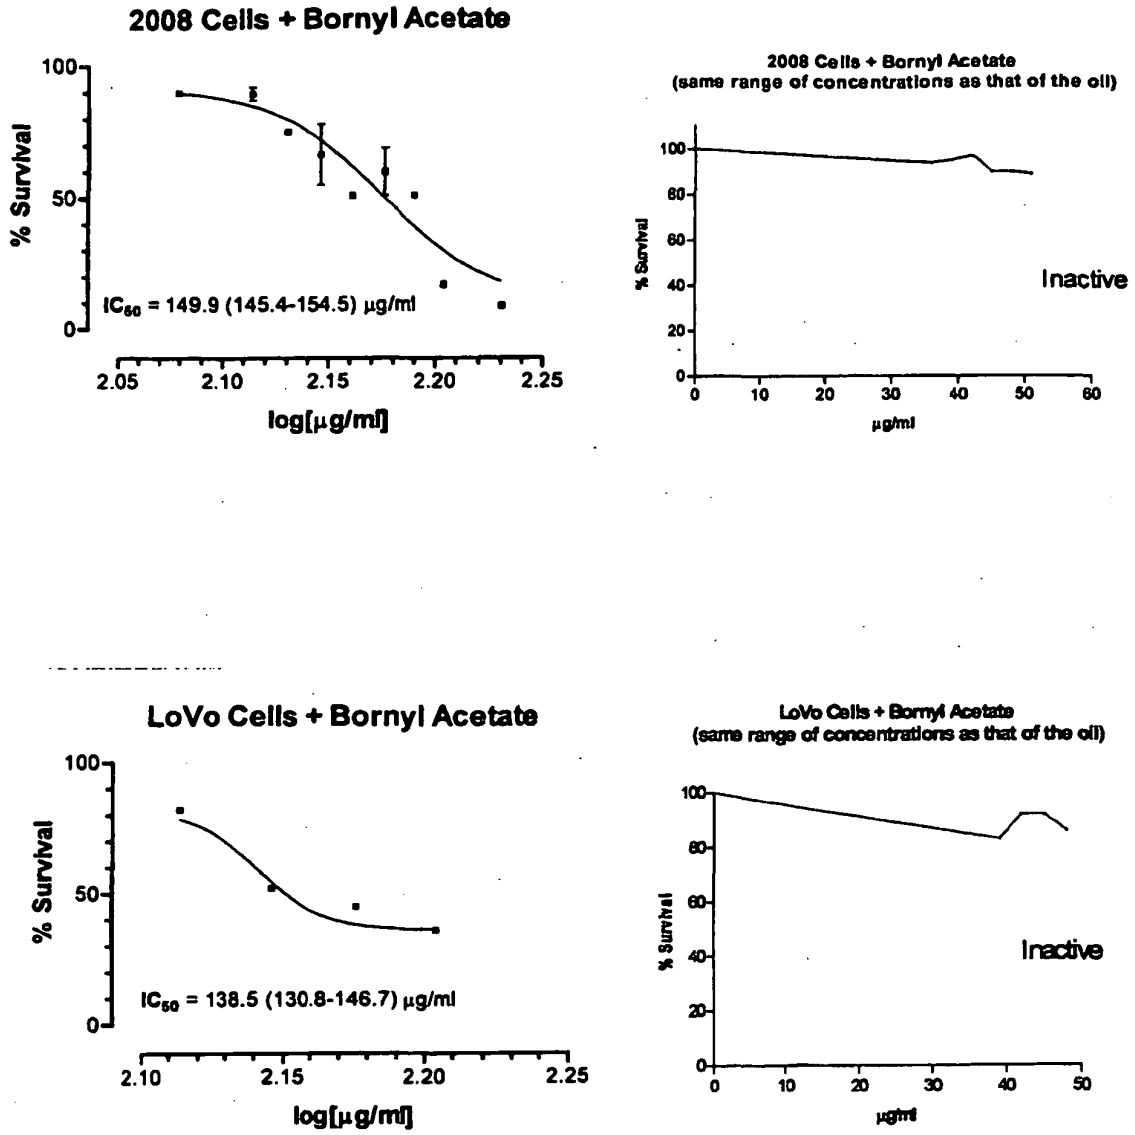 2008 Cells + Bornyl Acetate
100
50
0
% Survival
IC50 = 149.9 (145.4-154.5) μg/ml
2.05 2.10 2.15 2.20 2.25
log[μg/ml]
2008 Cells + Bornyl Acetate
(same range of concentrations as that of the oil)
100
80
60
40
20
0
% Survival
Inactive
0 10 20 30 40 50 60
μg/ml
LoVo Cells + Bornyl Acetate
100
50
0
% Survival
IC50 = 138.5 (130.8-146.7) μg/ml
2.10 2.15 2.20 2.25
log[μg/ml]
LoVo Cells + Bornyl Acetate
(same range of concentrations as that of the oil)
100
80
60
40
20
0
% Survival
Inactive
0 10 20 30 40 50
μg/ml